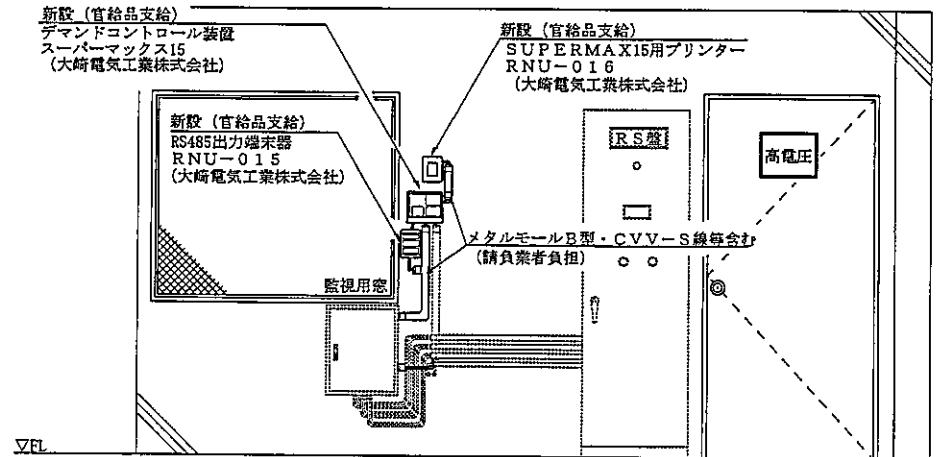 新設（官給品支給）
デマンドコントロール装置
スーパーマックス15
（大崎電気工業株式会社）
新設（官給品支給）
SUPERMAX15用プリンター
RNU－016
（大崎電気工業株式会社）
新設（官給品支給）
RS485出力端末器
RNU－015
（大崎電気工業株式会社）
RS盤
高電圧
メタルモールB型・CVV－S線等含む
（請負業者負担）
監視用窓
▽FL